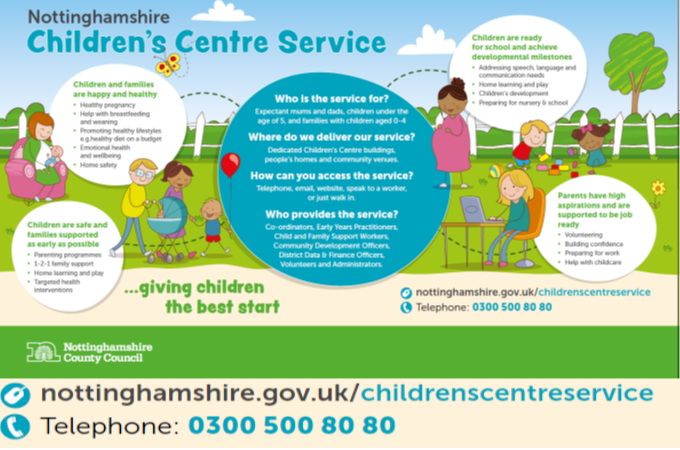 Nottinghamshire
Children's Centre Service
Children and families
are happy and healthy
• Healthy pregnancy
• Help with breastfeeding
and weaning
• Promoting healthy lifestyles
e.g.healthy diet on a budget
• Emotional health
and wellbeing
• Home safety
Who is the service for?
Expectant mums and dads, children under the
age of 5, and families with children aged 0-4
Where do we deliver our service?
Dedicated Children's Centre buildings,
people's homes and community venues.
How can you access the service?
Telephone, email, website, speak to a worker,
or just walk in.
Who provides the service?
Co-ordinators, Early Years Practitioners,
Child and Family Support Workers,
Community Development Officers,
District Data & Finance Officers,
Volunteers and Administrators.
Children are ready
for school and achieve
developmental milestones
• Addressing speech, language and
communication needs
• Home learning and play
• Children's development
• Preparing for nursery & school
Children are safe and
families supported
as early as possible
• Parenting programmes
• 1-2-1 family support
• Home learning and play
• Targeted health
interventions
Parents have high
aspirations and are
supported to be job
ready
• Volunteering
• Building confidence
• Preparing for work
• Help with childcare
...giving children
the best start
nottinghamshire.gov.uk/childrenscentreservice
Telephone: 0300 500 80 80
Nottinghamshire
County Council
nottinghamshire.gov.uk/childrenscentreservice
Telephone: 0300 500 80 80